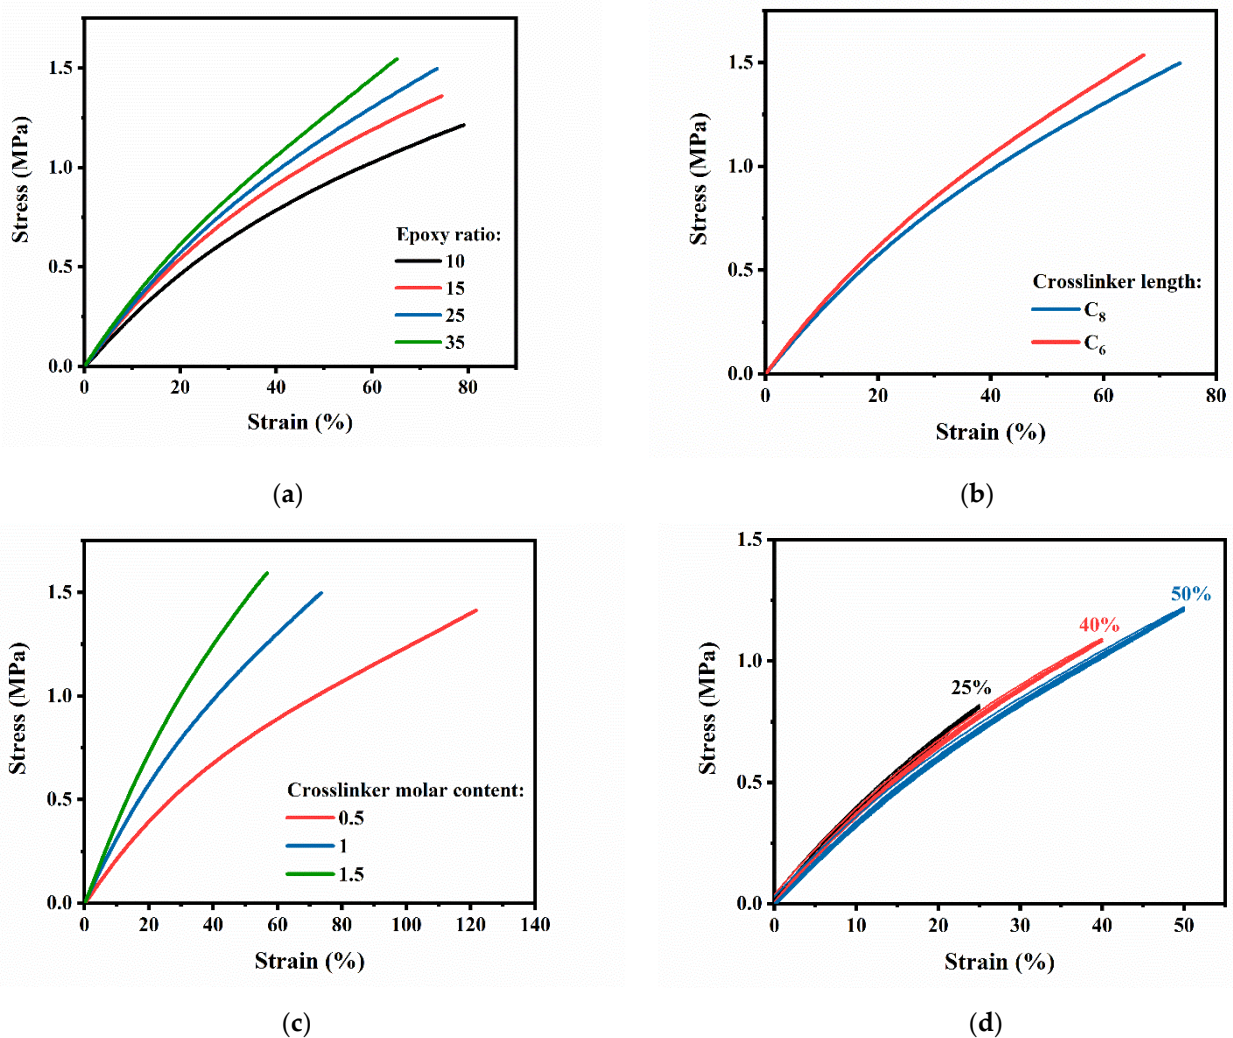 Stress (MPa)
1.5
1.0
0.5
0.0
Epoxy ratio:
10
15
25
35
0 20 40 60 80
Strain (%)
(a)
Stress (MPa)
1.5
1.0
0.5
0.0
Crosslinker length:
C₈
C₆
0 20 40 60 80
Strain (%)
(b)
Stress (MPa)
1.5
1.0
0.5
0.0
Crosslinker molar content:
0.5
1
1.5
0 20 40 60 80 100 120 140
Strain (%)
(c)
Stress (MPa)
1.5
1.0
0.5
0.0
50%
40%
25%
0 10 20 30 40 50
Strain (%)
(d)